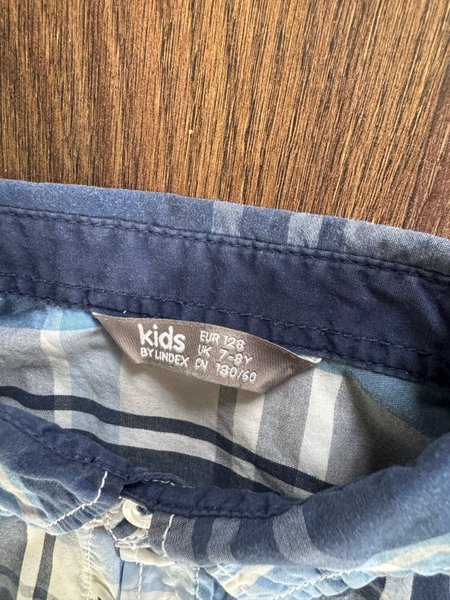 kids
BY LINDEX
EUR 128
UK 7-8Y
CN 130/60